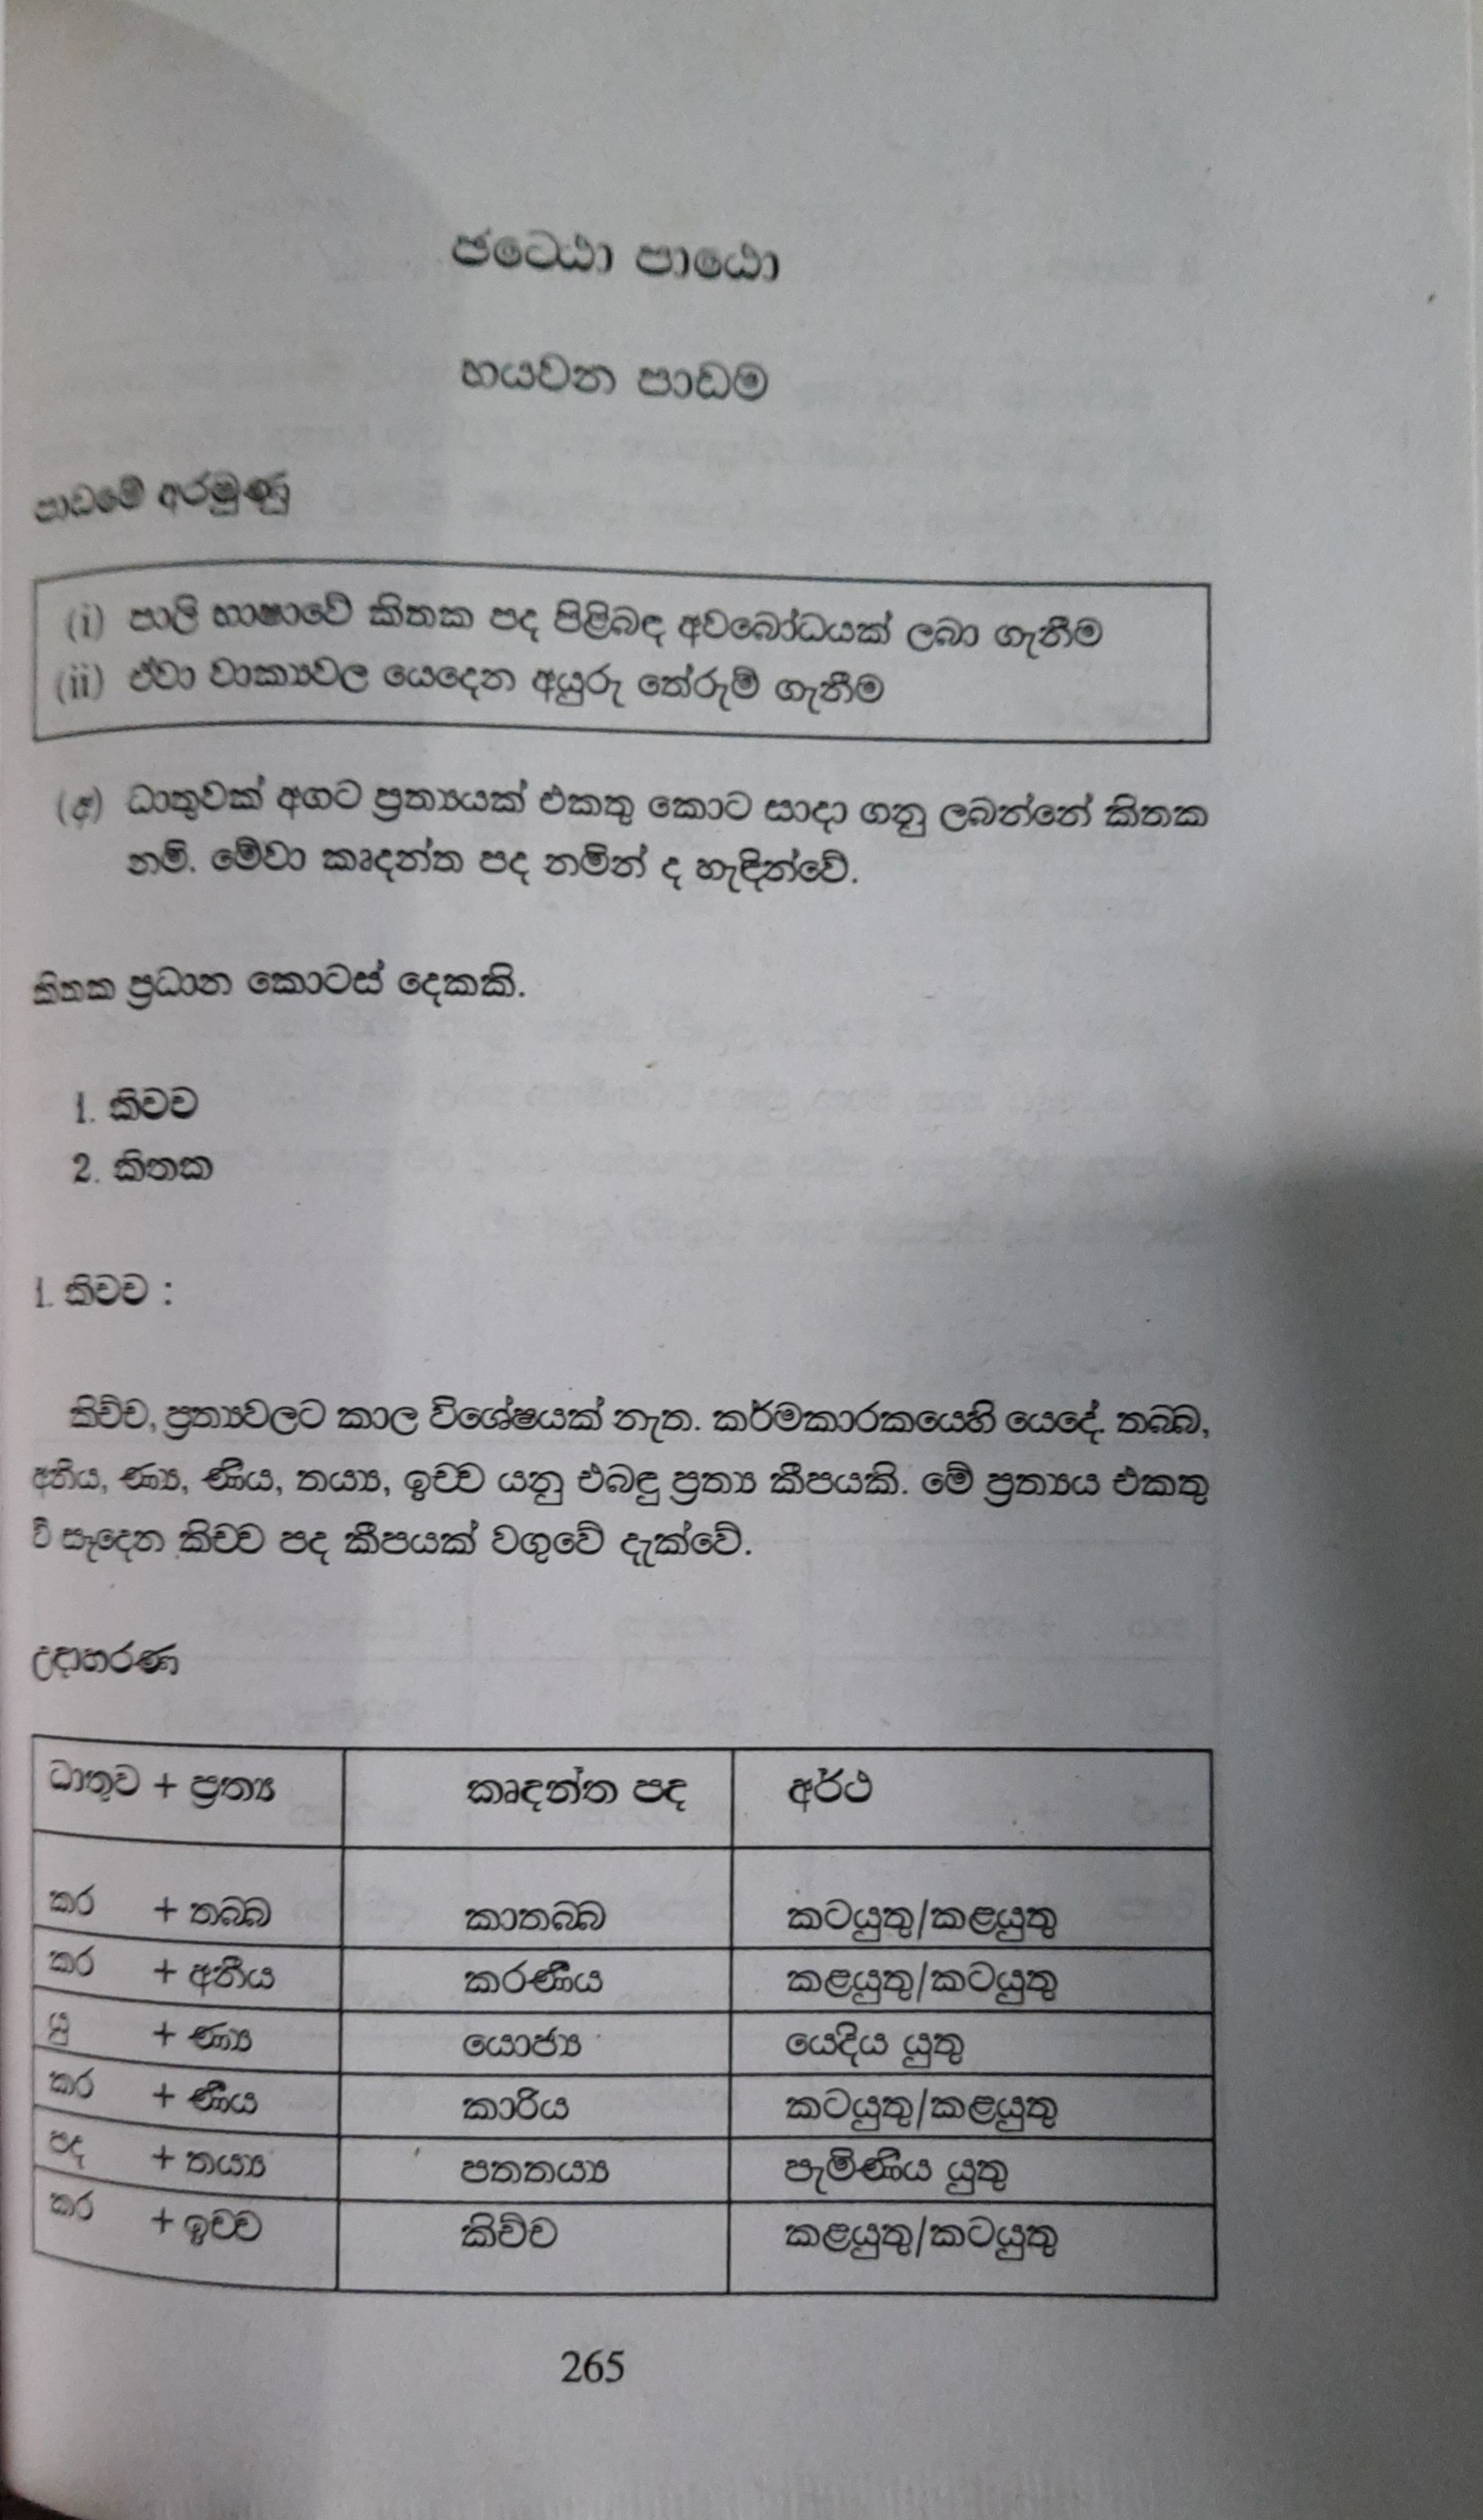 ඡට්ඨො පාඨො
හයවන පාඩම
පාඩමේ අරමුණු
(i) පාලි භාෂාවේ කිතක පද පිළිබඳ අවබෝධයක් ලබා ගැනීම
(ii) ඒවා වාක්‍යවල යෙදෙන අයුරු තේරුම් ගැනීම
(අ) ධාතුවක් අගට ප්‍රත්‍යයක් එකතු කොට සාදා ගනු ලබන්නේ කිතක
නම්. මේවා කෘදන්ත පද නමින් ද හැඳින්වේ.
කිතක ප්‍රධාන කොටස් දෙකකි.
1. කිච්ච
2. කිතක
1. කිච්ච :
කිච්ච, ප්‍රත්‍යවලට කාල විශේෂයක් නැත. කර්මකාරකයෙහි යෙදේ. තබ්බ,
අනීය, ණ්‍ය, ණීය, තය්‍ය, ඉච්ච යනු එබඳු ප්‍රත්‍ය කීපයකි. මේ ප්‍රත්‍යය එකතු
වී සෑදෙන කිච්ච පද කීපයක් වගුවේ දැක්වේ.
උදාහරණ
ධාතුව + ප්‍රත්‍ය කෘදන්ත පද අර්ථ
කර + තබ්බ කාතබ්බ කටයුතු/කළයුතු
කර + අනීය කරණීය කළයුතු/කටයුතු
යු + ණ්‍ය යොජ්‍ය යෙදිය යුතු
කර + ණීය කාරිය කටයුතු/කළයුතු
පද + තය්‍ය පතතය්‍ය පැමිණිය යුතු
කර + ඉච්ච කිච්ච කළයුතු/කටයුතු
265